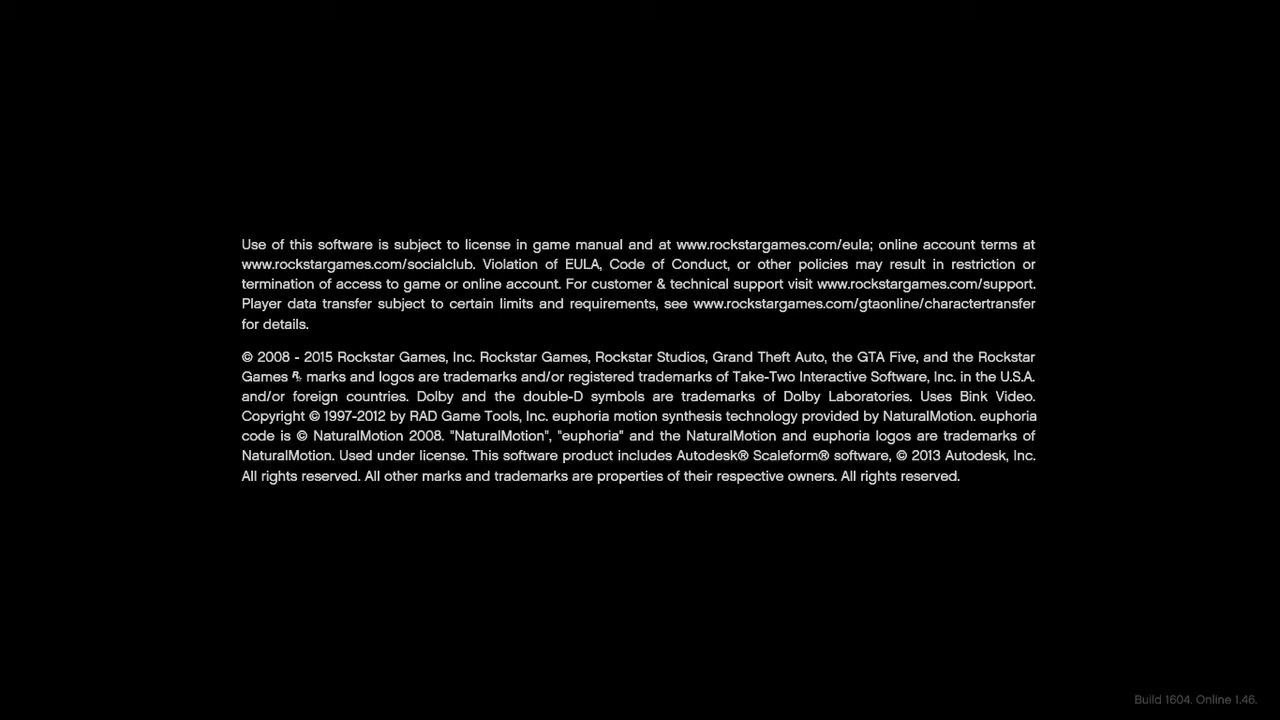 Use of this software is subject to license in game manual and at www.rockstargames.com/eula; online account terms at
www.rockstargames.com/socialclub. Violation of EULA, Code of Conduct, or other policies may result in restriction or
termination of access to game or online account. For customer & technical support visit www.rockstargames.com/support.
Player data transfer subject to certain limits and requirements, see www.rockstargames.com/gtaonline/charactertransfer
for details.
© 2008 - 2015 Rockstar Games, Inc. Rockstar Games, Rockstar Studios, Grand Theft Auto, the GTA Five, and the Rockstar
Games R* marks and logos are trademarks and/or registered trademarks of Take-Two Interactive Software, Inc. in the U.S.A.
and/or foreign countries. Dolby and the double-D symbols are trademarks of Dolby Laboratories. Uses Bink Video.
Copyright © 1997-2012 by RAD Game Tools, Inc. euphoria motion synthesis technology provided by NaturalMotion. euphoria
code is © NaturalMotion 2008. "NaturalMotion", "euphoria" and the NaturalMotion and euphoria logos are trademarks of
NaturalMotion. Used under license. This software product includes Autodesk® Scaleform® software, © 2013 Autodesk, Inc.
All rights reserved. All other marks and trademarks are properties of their respective owners. All rights reserved.
Build 1604. Online 1.46.